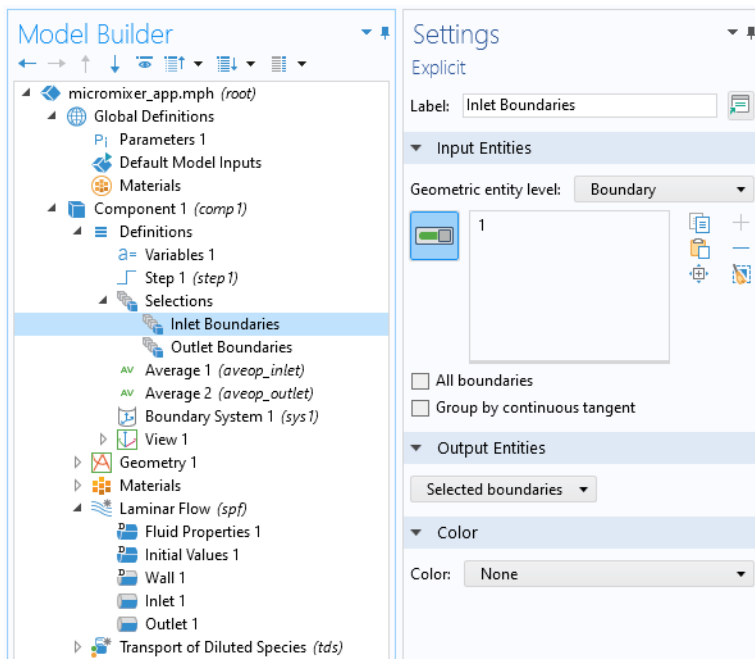 Model Builder
micromixer_app.mph (root)
Global Definitions
Pi Parameters 1
Default Model Inputs
Materials
Component 1 (comp1)
Definitions
a= Variables 1
Step 1 (step1)
Selections
Inlet Boundaries
Outlet Boundaries
AV Average 1 (aveop_inlet)
AV Average 2 (aveop_outlet)
Boundary System 1 (sys1)
View 1
Geometry 1
Materials
Laminar Flow (spf)
D Fluid Properties 1
D Initial Values 1
D Wall 1
Inlet 1
Outlet 1
Transport of Diluted Species (tds)
Settings
Explicit
Label: Inlet Boundaries
Input Entities
Geometric entity level: Boundary
1
All boundaries
Group by continuous tangent
Output Entities
Selected boundaries
Color
Color: None